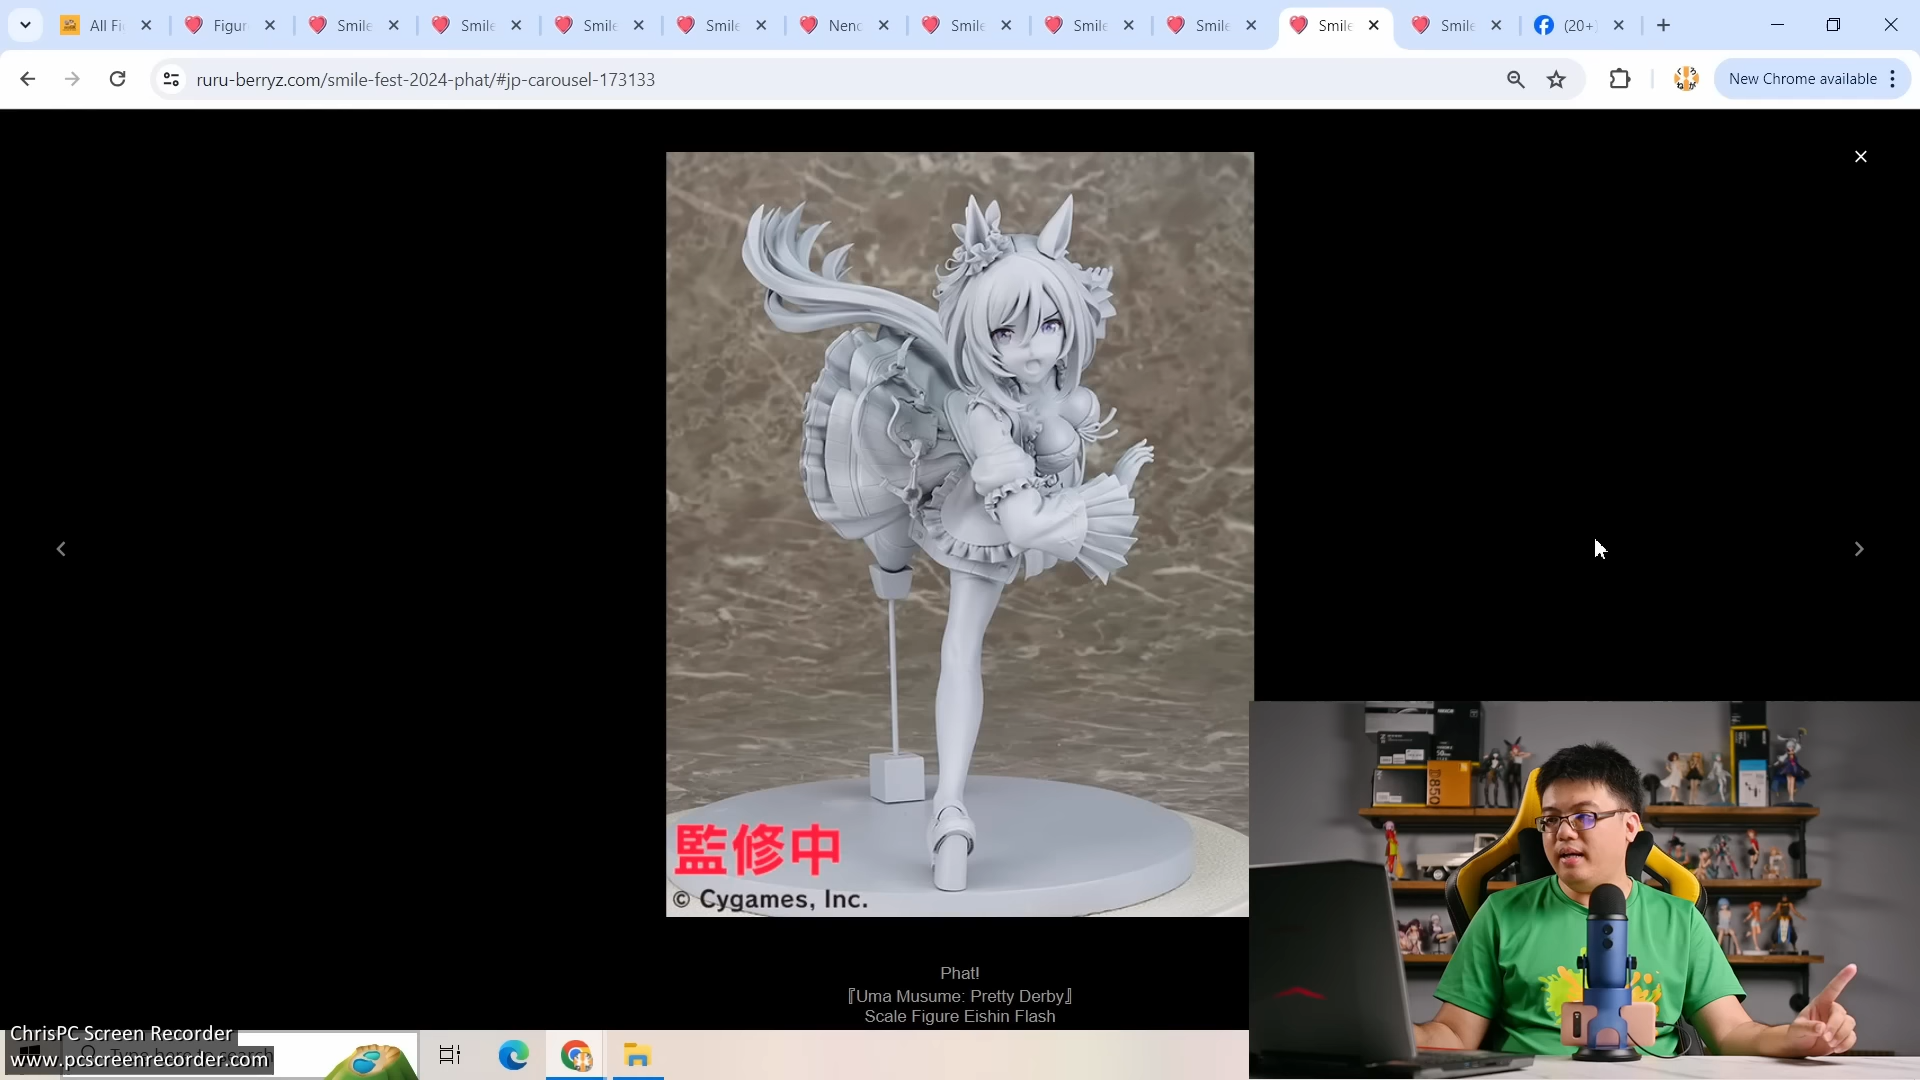 All Fi
Figur
Smile
Smile
Smile
Smile
Nend
Smile
Smile
Smile
Smile
Smile
(20+)
ruru-berryz.com/smile-fest-2024-phat/#jp-carousel-173133
New Chrome available
監修中
© Cygames, Inc.
D850
Phat!
『Uma Musume: Pretty Derby』
Scale Figure Eishin Flash
ChrisPC Screen Recorder
www.pcscreenrecorder.com